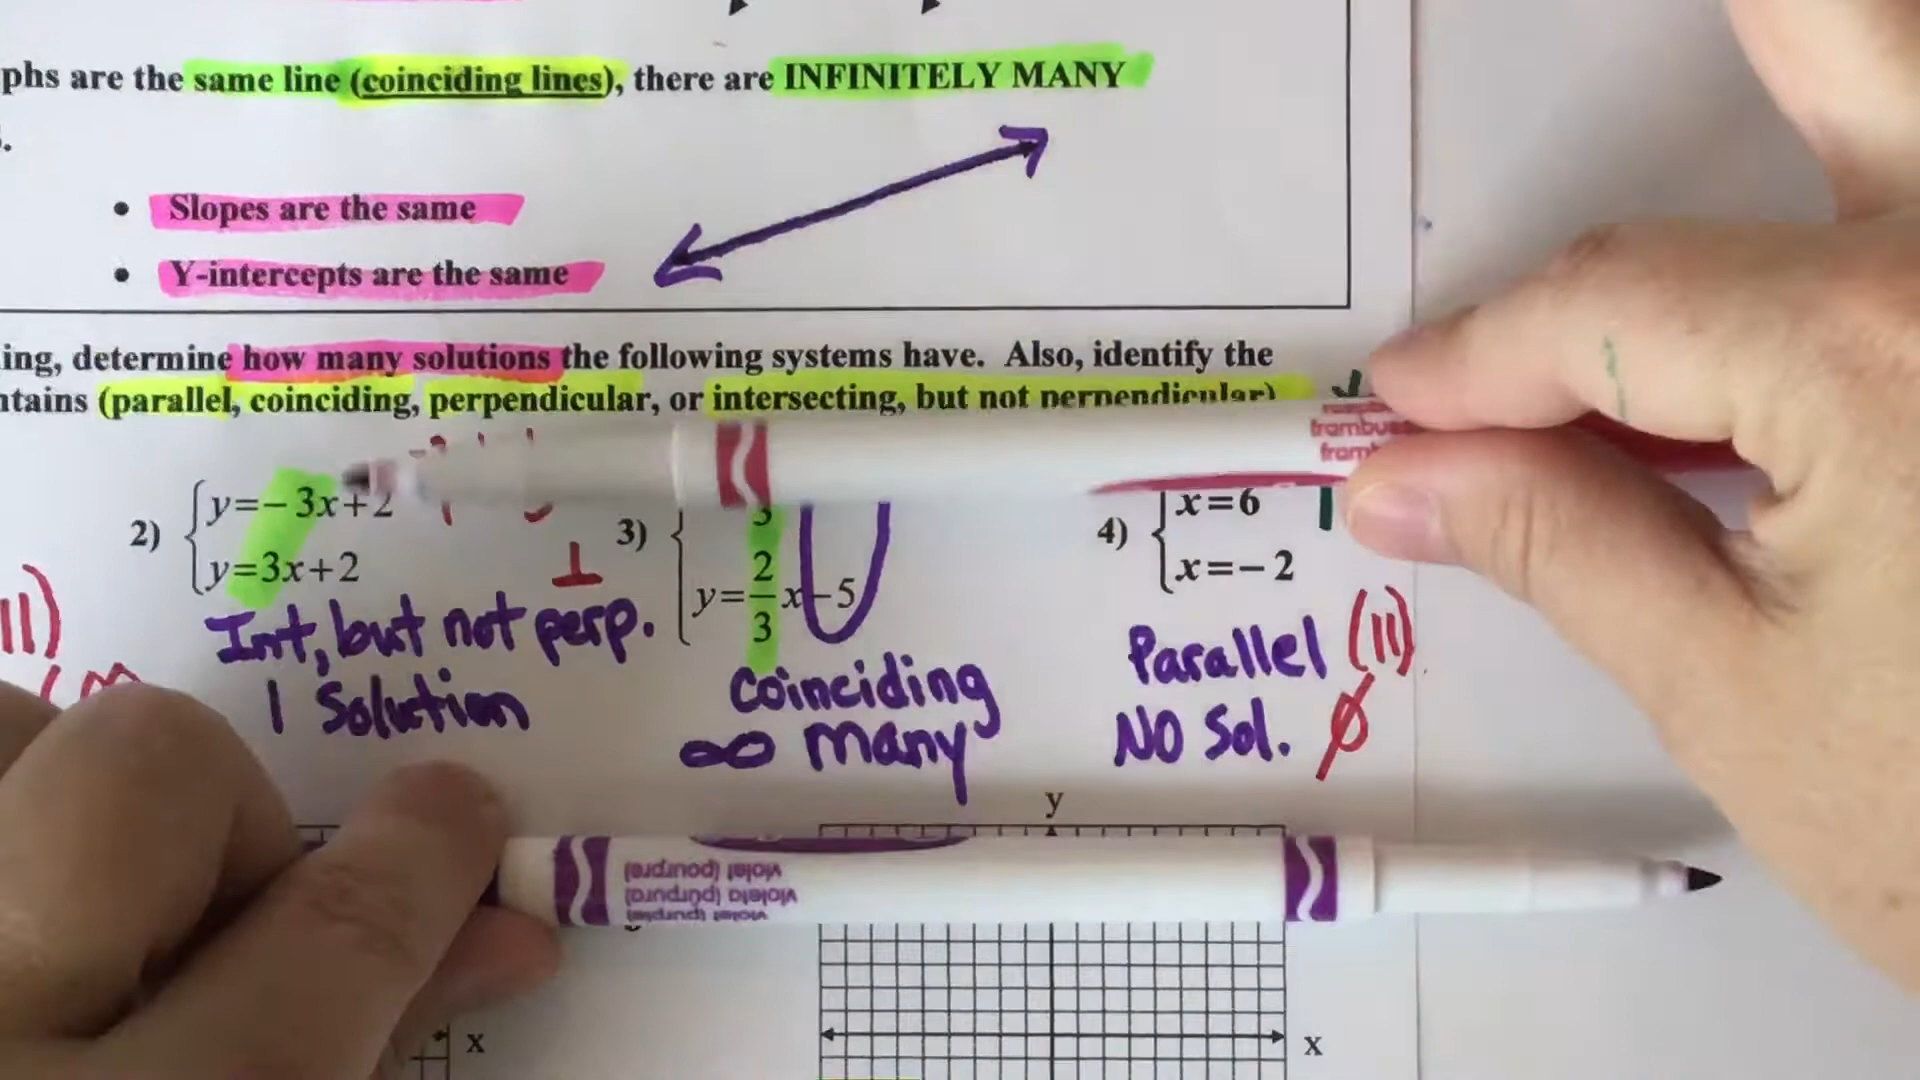 phs are the same line (coinciding lines), there are INFINITELY MANY
• Slopes are the same
• Y-intercepts are the same
ing, determine how many solutions the following systems have. Also, identify the
ntains (parallel, coinciding, perpendicular, or intersecting, but not perpendicular)
2) y=-3x+2
y=3x+2
⊥
Int, but not perp.
1 Solution
3)
y=2/3x-5
Coinciding
∞ many
4) x=6
x=-2
Parallel (||)
No Sol. ∅
||)
y
violet (pourpre)
violeta (púrpura)
violet (purple)
x
x